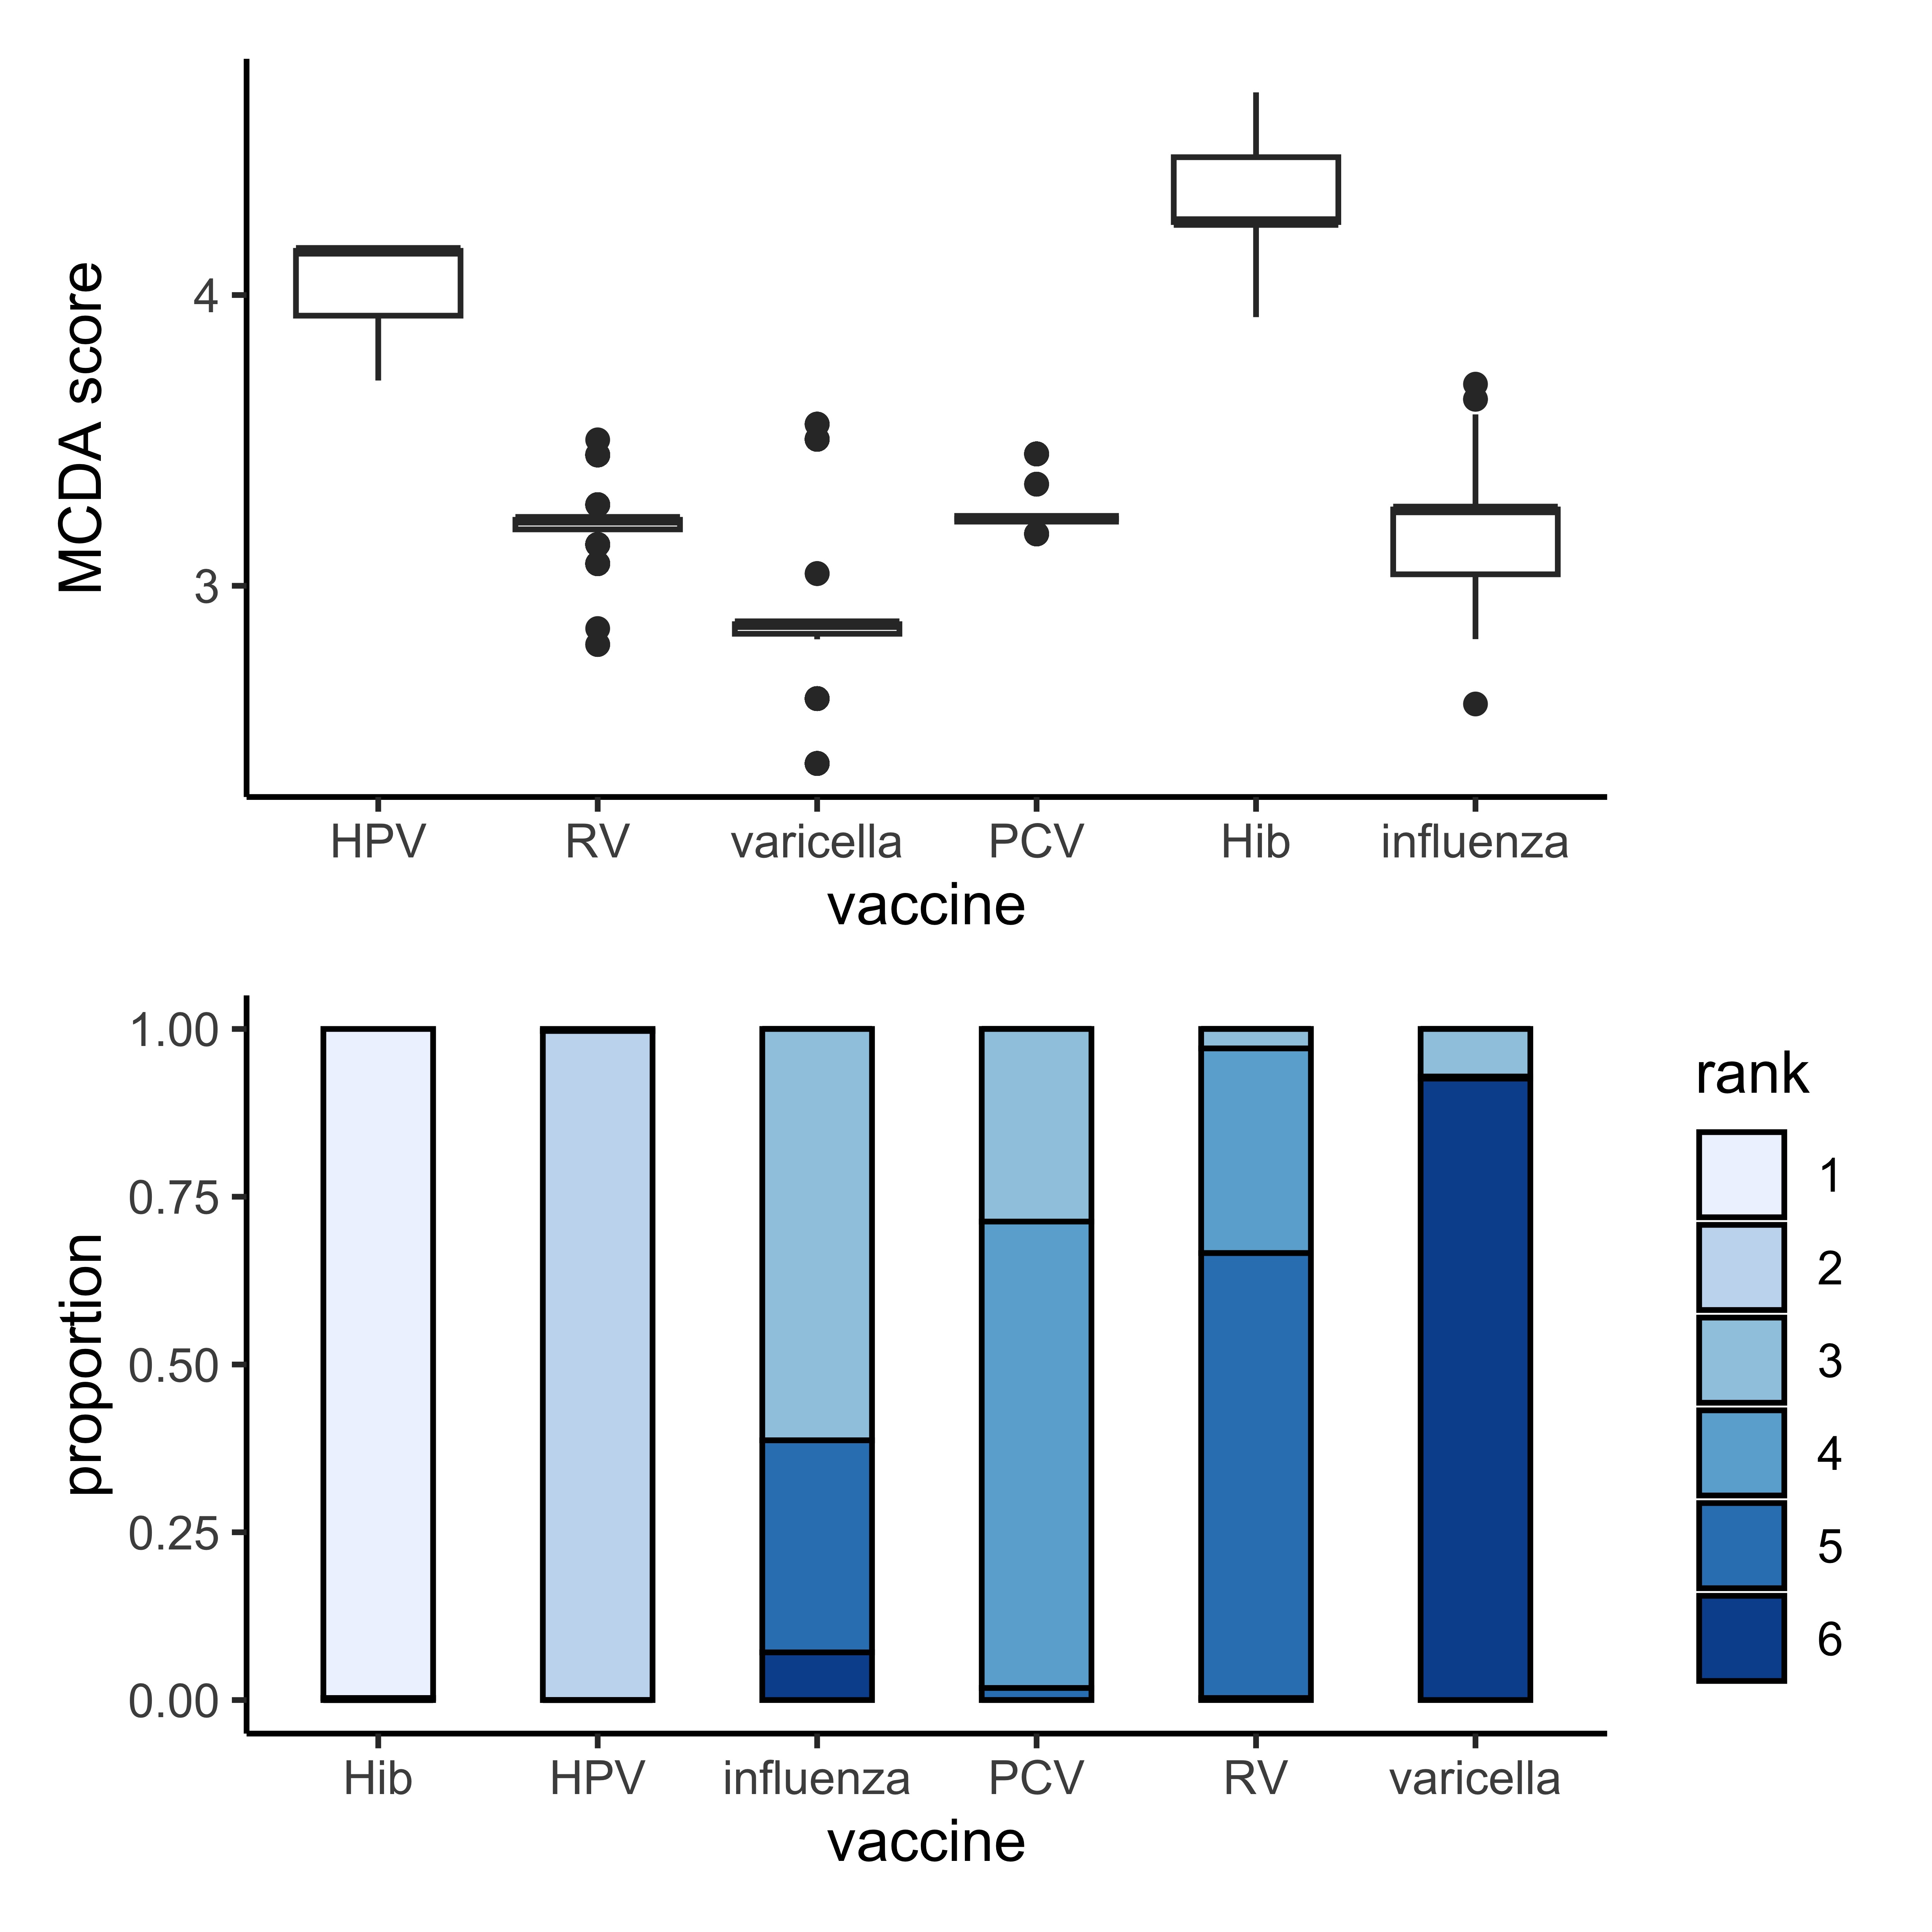 MCDA score
4
3
HPV RV varicella PCV Hib influenza
vaccine
proportion
1.00
0.75
0.50
0.25
0.00
Hib HPV influenza PCV RV varicella
vaccine
rank
1
2
3
4
5
6